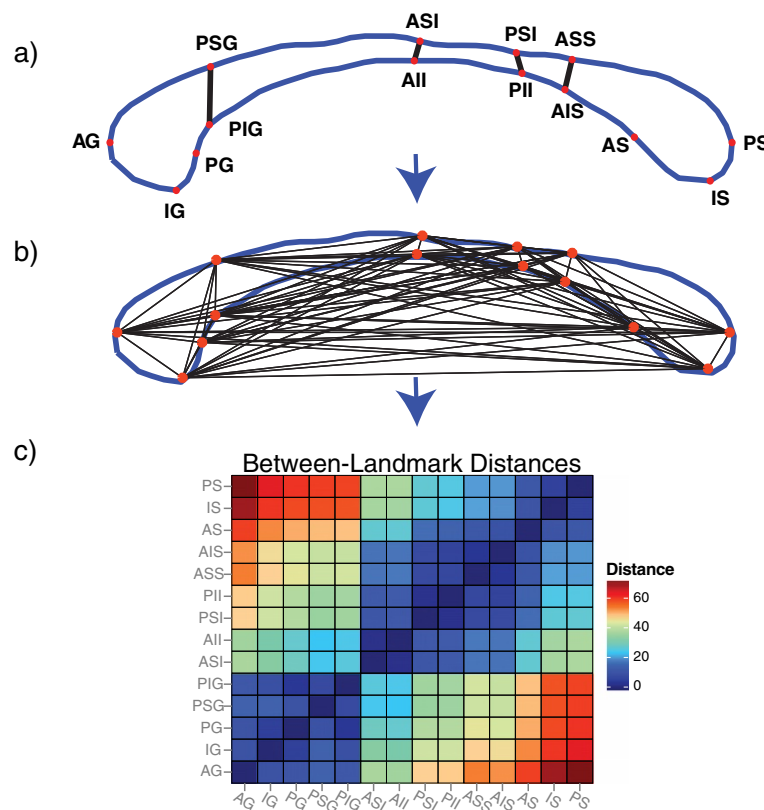 a)
ASI
PSI
ASS
PSG
AII
PII
AIS
PIG
AG
PG
AS
PS
IG
IS
b)
c)
Between-Landmark Distances
PS
IS
AS
AIS
ASS
PII
PSI
AII
ASI
PIG
PSG
PG
IG
AG
Distance
60
40
20
0
AG IG PG PSG PIG ASI AII PSI PII ASS AIS AS IS PS